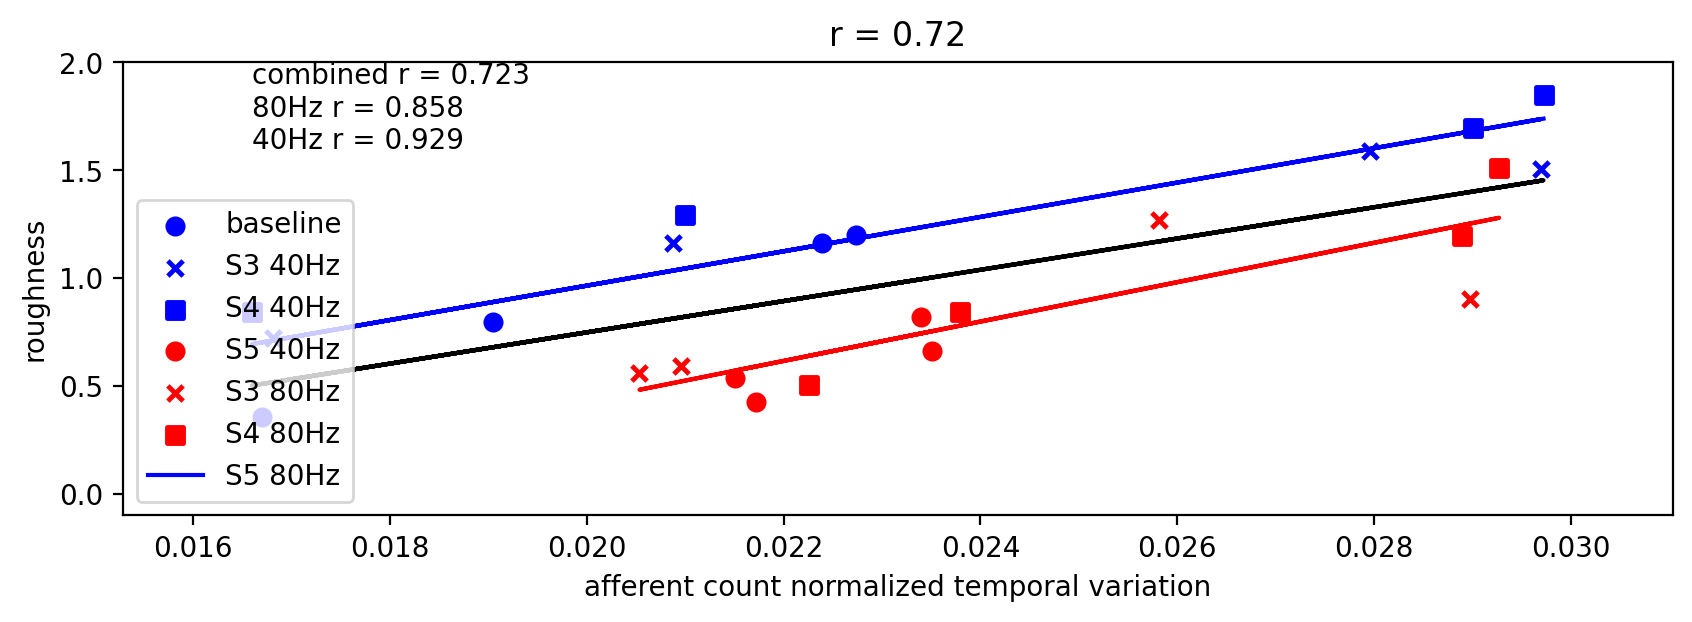 r = 0.72
combined r = 0.723
80Hz r = 0.858
40Hz r = 0.929
2.0
1.5
1.0
0.5
0.0
roughness
baseline
S3 40Hz
S4 40Hz
S5 40Hz
S3 80Hz
S4 80Hz
S5 80Hz
0.016 0.018 0.020 0.022 0.024 0.026 0.028 0.030
afferent count normalized temporal variation